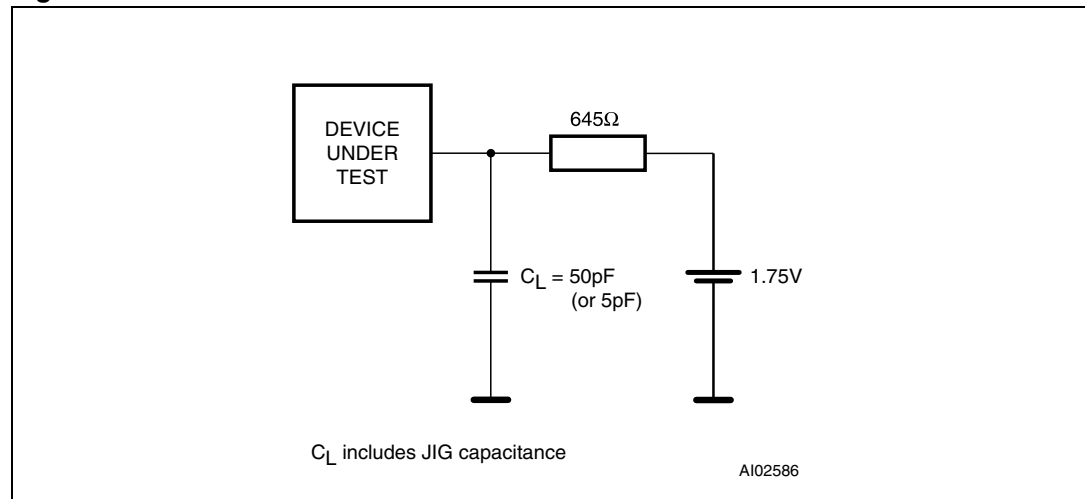 DEVICE
UNDER
TEST
645Ω
CL = 50pF
(or 5pF)
1.75V
CL includes JIG capacitance
AI02586